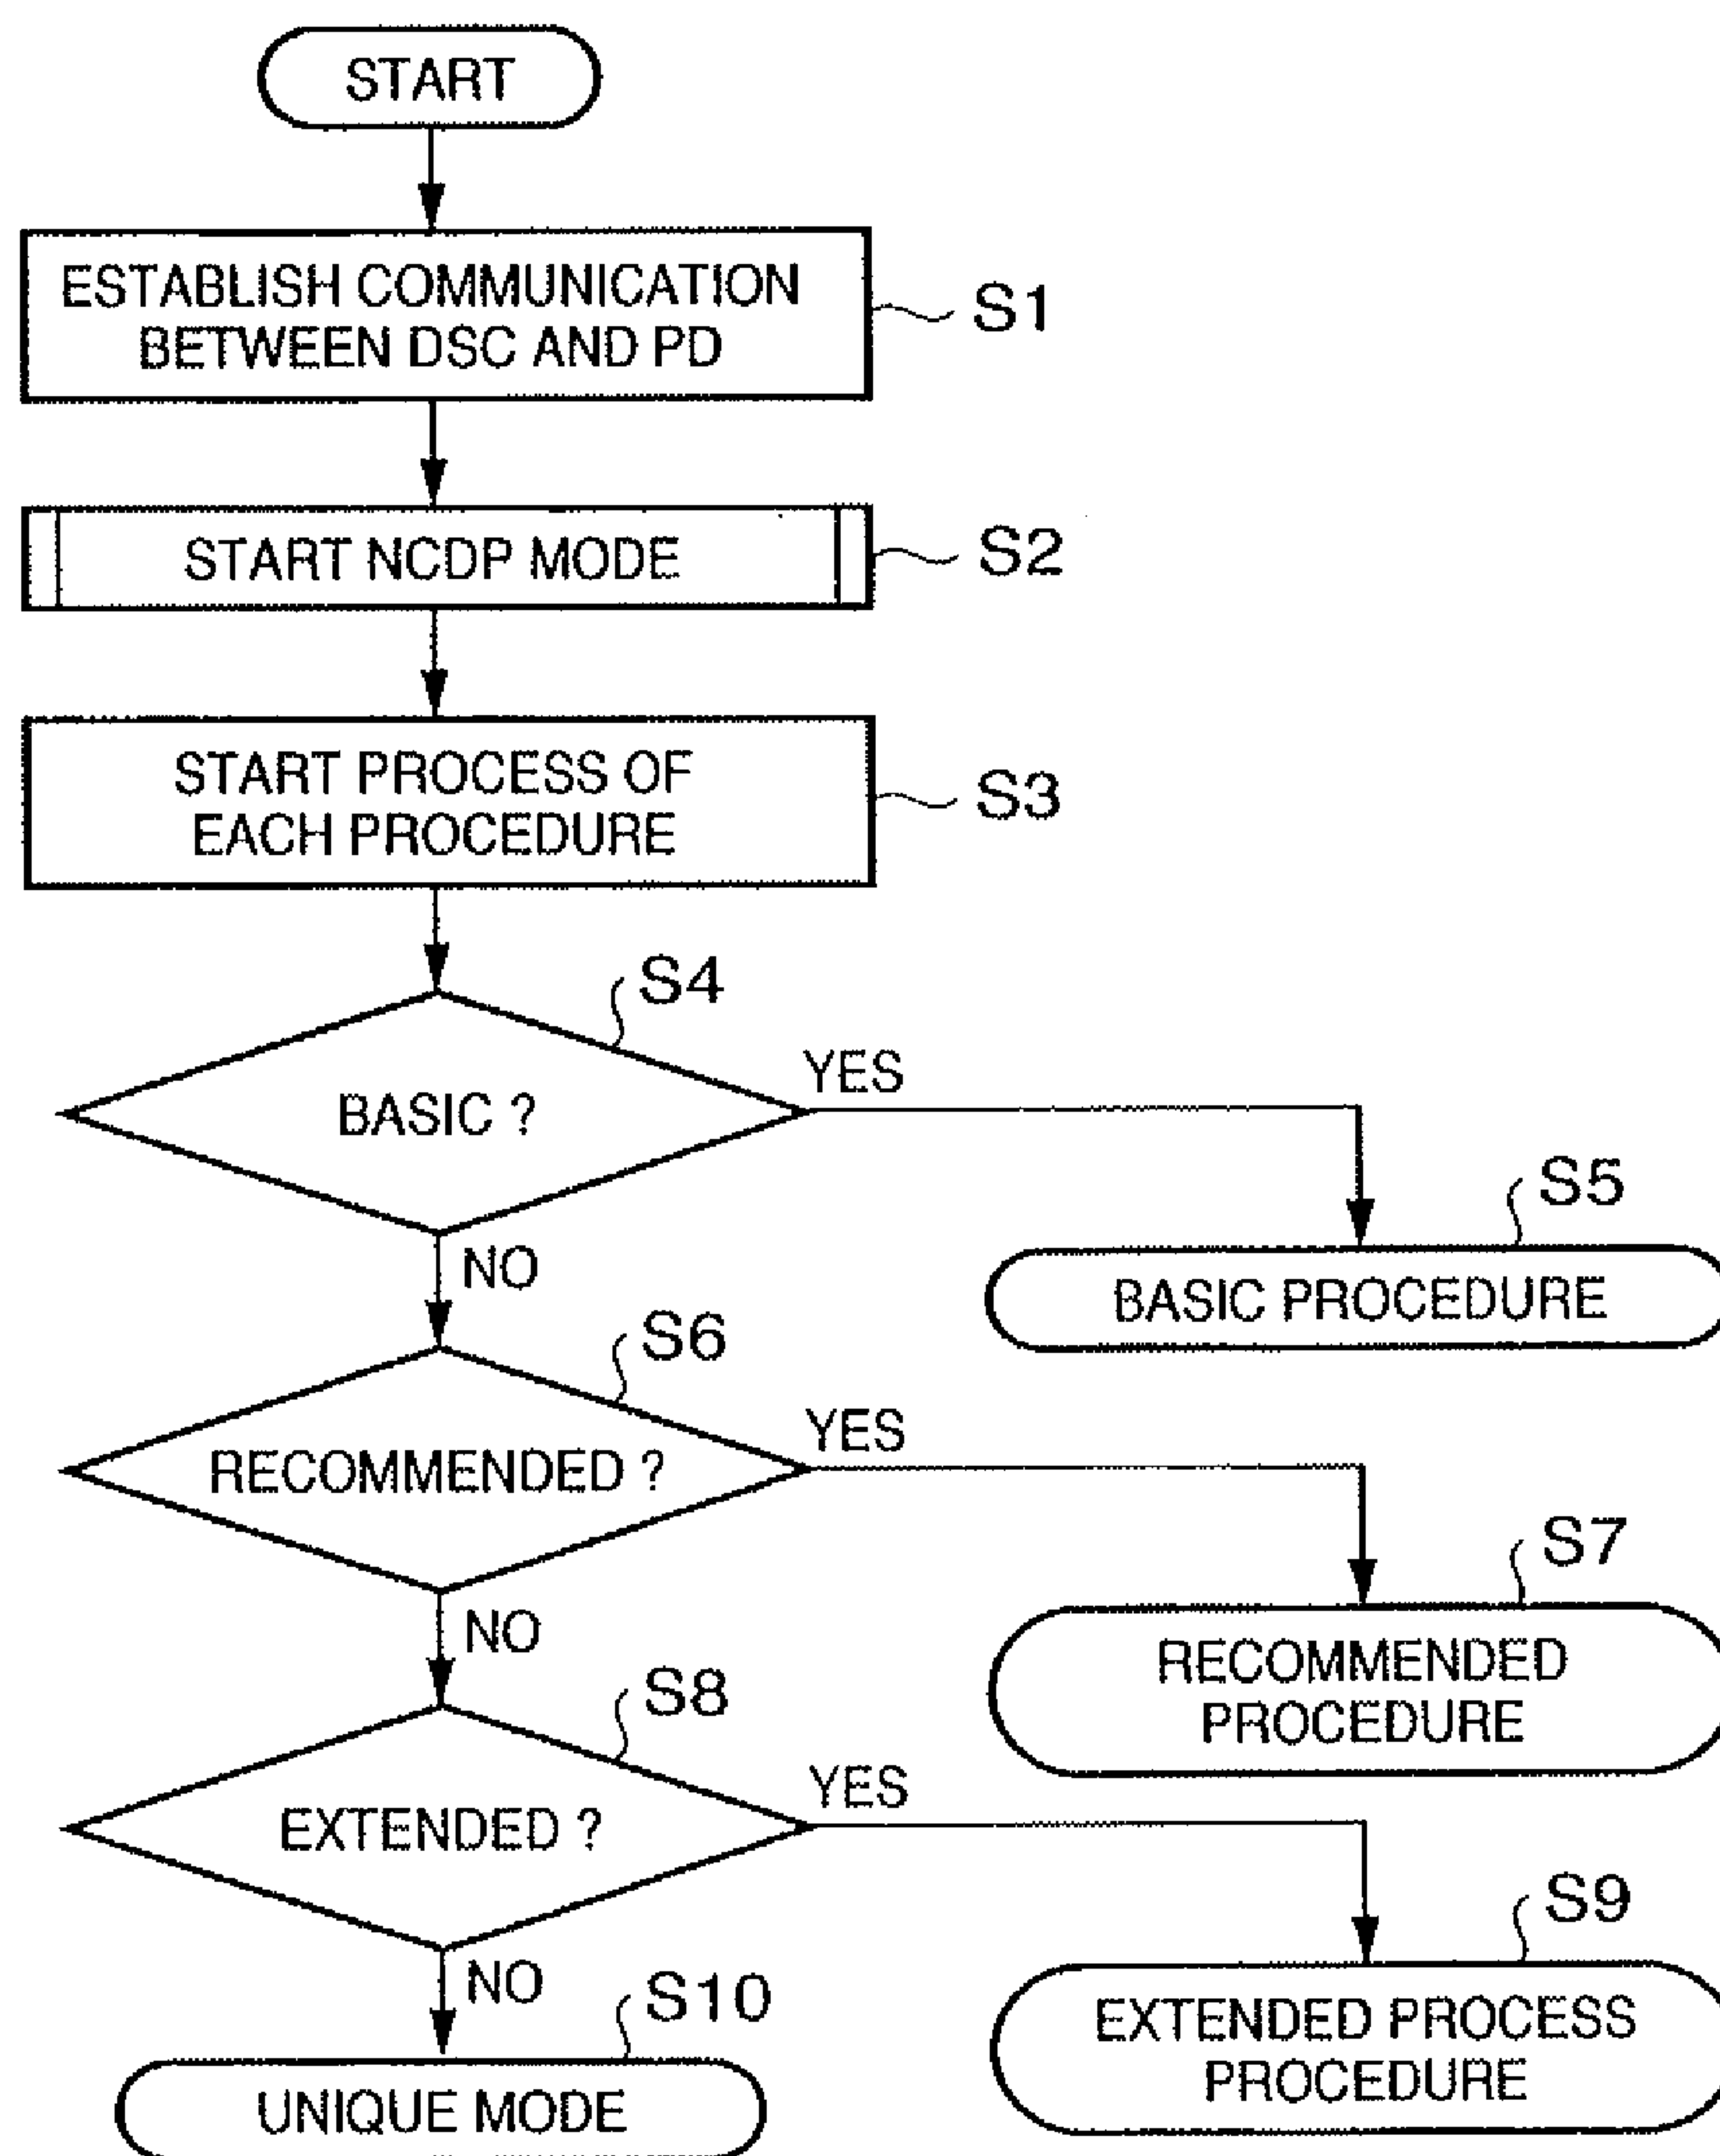 START
ESTABLISH COMMUNICATION
BETWEEN DSC AND PD
S1
START NCDP MODE
S2
START PROCESS OF
EACH PROCEDURE
S3
S4
BASIC ?
YES
NO
S5
BASIC PROCEDURE
S6
RECOMMENDED ?
YES
NO
S7
RECOMMENDED
PROCEDURE
S8
EXTENDED ?
YES
NO
S9
EXTENDED PROCESS
PROCEDURE
S10
UNIQUE MODE